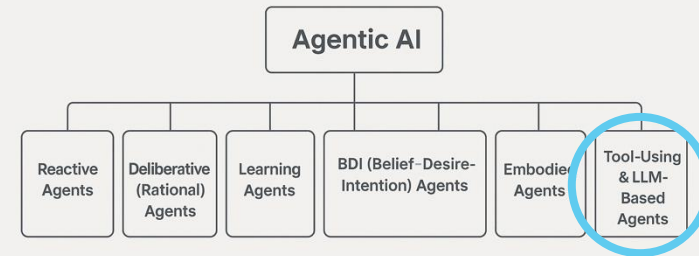 Agentic AI
Reactive
Agents
Deliberative
(Rational)
Agents
Learning
Agents
BDI (Belief-Desire-
Intention) Agents
Embodied
Agents
Tool-Using
& LLM-
Based
Agents